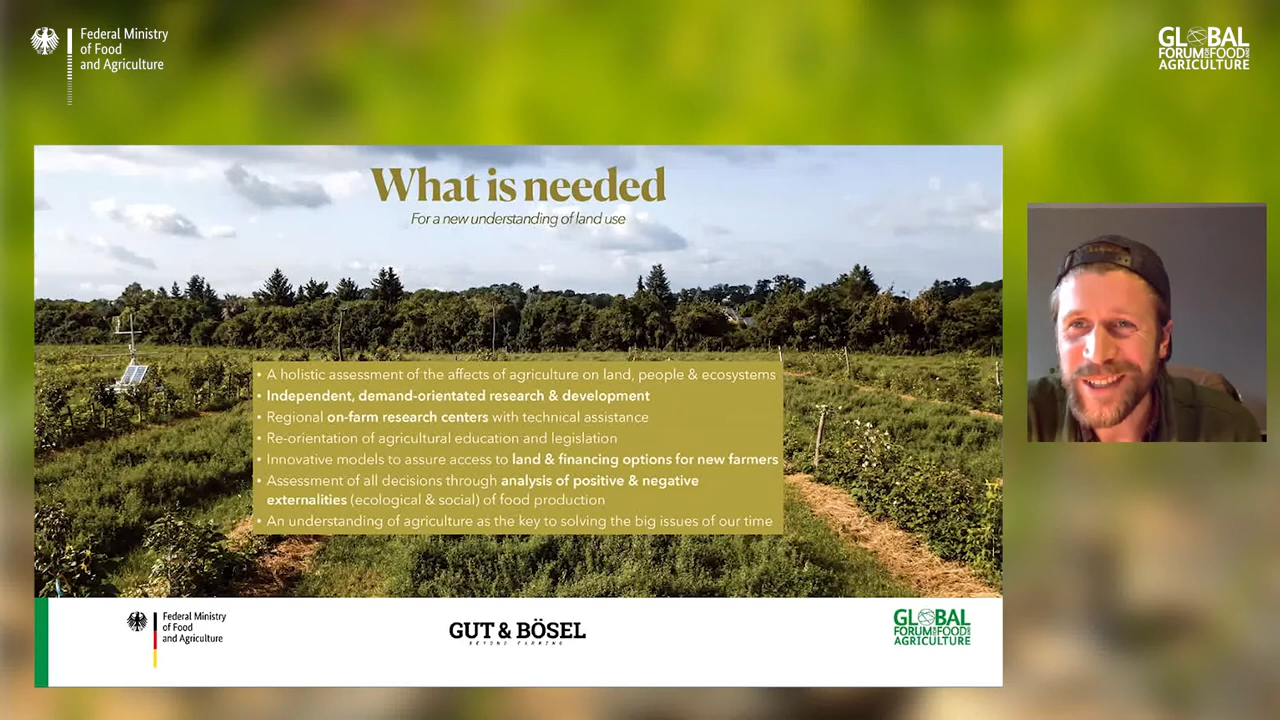 Federal Ministry
of Food
and Agriculture
GLOBAL
FORUM FOR FOOD AND
AGRICULTURE
What is needed
For a new understanding of land use
• A holistic assessment of the affects of agriculture on land, people & ecosystems
• Independent, demand-orientated research & development
• Regional on-farm research centers with technical assistance
• Re-orientation of agricultural education and legislation
• Innovative models to assure access to land & financing options for new farmers
• Assessment of all decisions through analysis of positive & negative
externalities (ecological & social) of food production
• An understanding of agriculture as the key to solving the big issues of our time
Federal Ministry
of Food
and Agriculture
GUT & BÖSEL
BEYOND FARMING
GLOBAL
FORUM FOR FOOD AND
AGRICULTURE